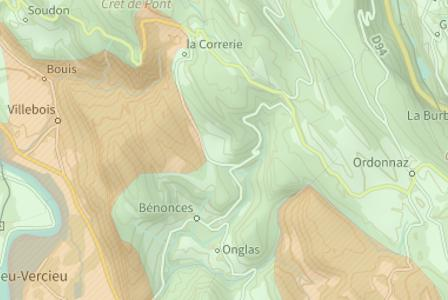 Crêt de Pont
Soudon
la Correrie
D94
Bouis
Villebois
La Burb
Ordonnaz
Bénonces
Onglas
eu-Vercieu